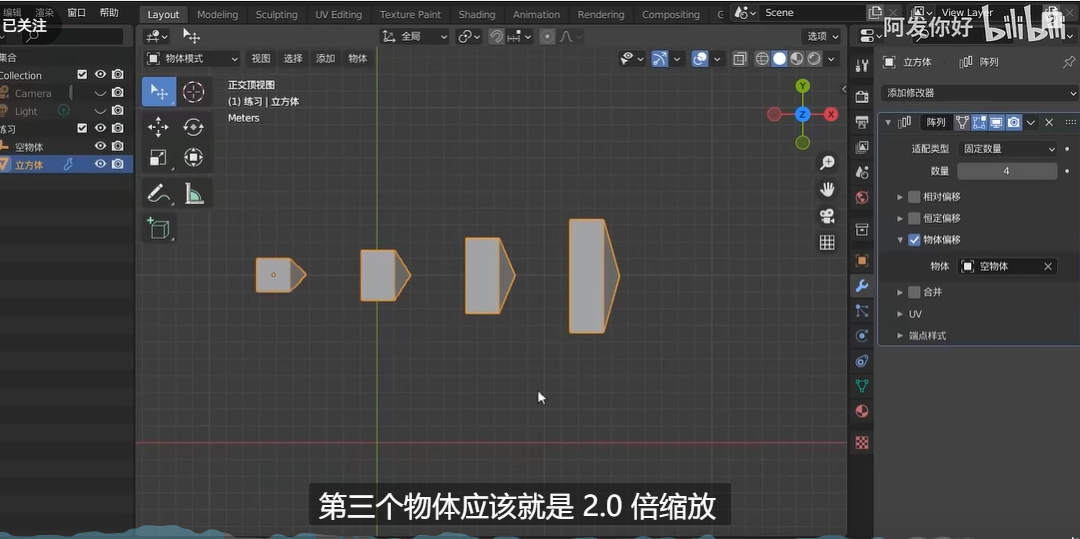 编辑 渲染 窗口 帮助
Layout Modeling Sculpting UV Editing Texture Paint Shading Animation Rendering Compositing
Scene
View Layer
已关注
阿发你好
bilibili
全局
选项
物体模式
视图 选择 添加 物体
集合
Collection
Camera
Light
练习
空物体
立方体
正交顶视图
(1) 练习 | 立方体
Meters
Y
Z
X
立方体
阵列
添加修改器
阵列
适配类型 固定数量
数量 4
相对偏移
恒定偏移
物体偏移
物体 空物体
合并
UV
端点样式
第三个物体应该就是 2.0 倍缩放